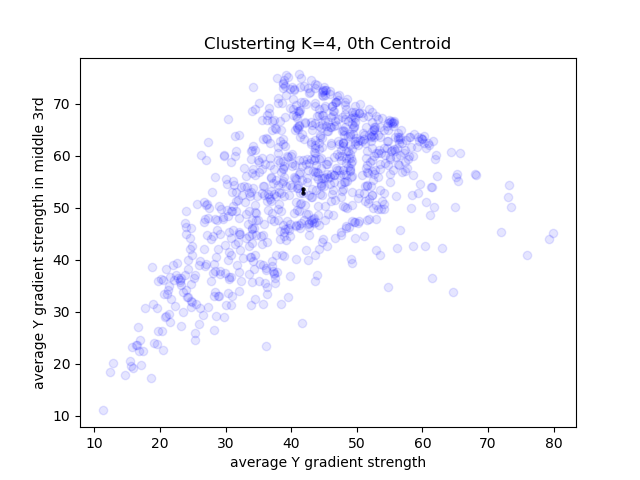 Clusterting K=4, 0th Centroid
average Y gradient strength in middle 3rd
70
60
50
40
30
20
10
10 20 30 40 50 60 70 80
average Y gradient strength